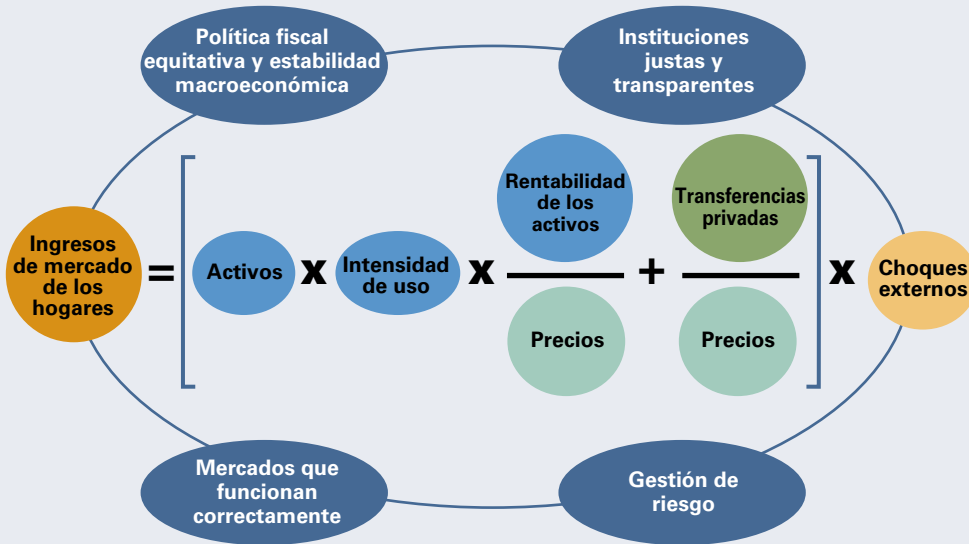 Política fiscal
equitativa y estabilidad
macroeconómica
Instituciones
justas y
transparentes
Ingresos
de mercado
de los
hogares
=
Activos
x
Intensidad
de uso
x
Rentabilidad
de los
activos
Precios
+
Transferencias
privadas
Precios
x
Choques
externos
Mercados que
funcionan
correctamente
Gestión de
riesgo